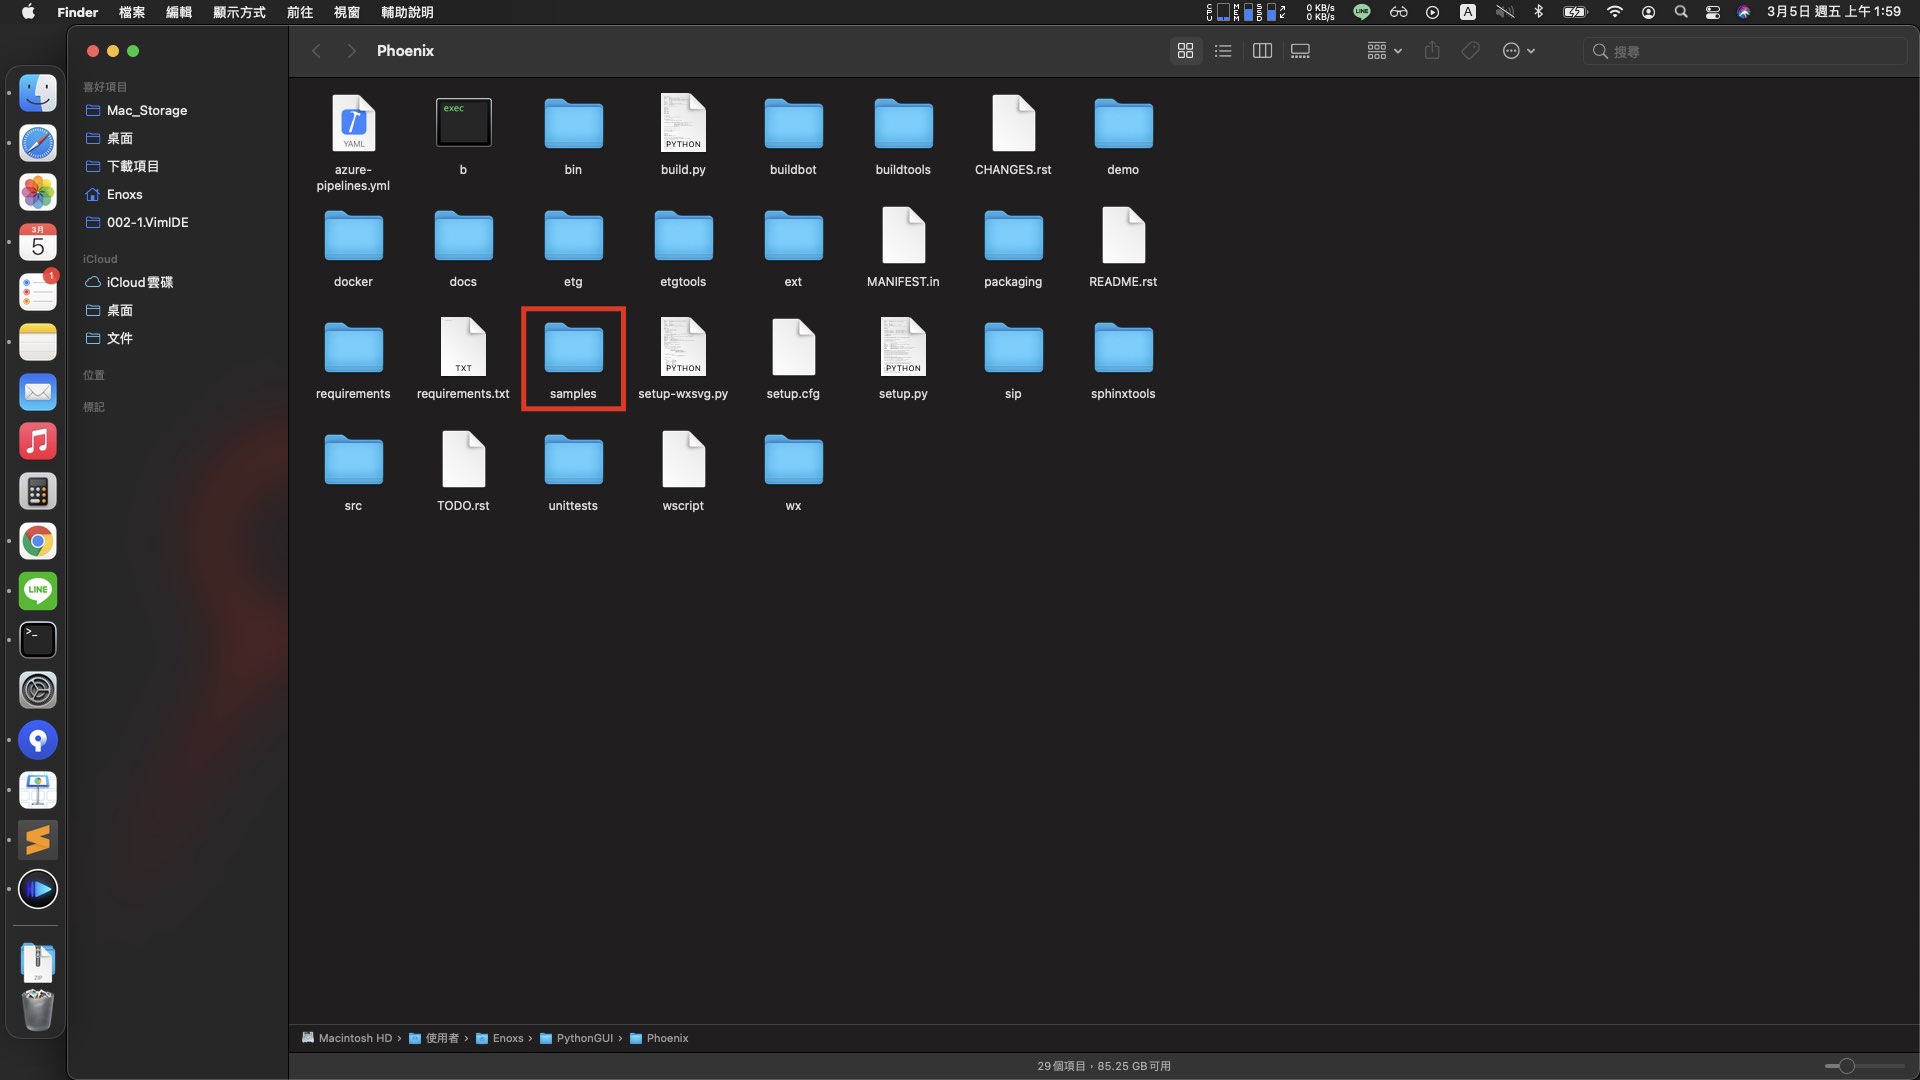 Finder 檔案 編輯 顯示方式 前往 視窗 輔助說明 CPU MEM SSD 0 KB/s 0 KB/s LINE A 3月5日 週五 上午1:59
Phoenix
搜尋
喜好項目
Mac_Storage
桌面
下載項目
Enoxs
002-1.VimIDE
iCloud
iCloud雲碟
桌面
文件
位置
標記
3月
5
1
LINE
>_
ZIP
YAML
exec
PYTHON
azure-pipelines.yml
b
bin
build.py
buildbot
buildtools
CHANGES.rst
demo
docker
docs
etg
etgtools
ext
MANIFEST.in
packaging
README.rst
TXT
PYTHON
PYTHON
requirements
requirements.txt
samples
setup-wxsvg.py
setup.cfg
setup.py
sip
sphinxtools
src
TODO.rst
unittests
wscript
wx
Macintosh HD › 使用者 › Enoxs › PythonGUI › Phoenix
29個項目，85.25 GB可用